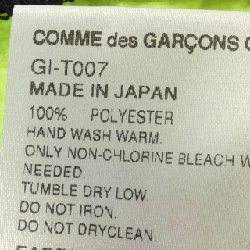 COMME des GARÇONS
GI-T007
MADE IN JAPAN
100% POLYESTER
HAND WASH WARM.
ONLY NON-CHLORINE BLEACH
NEEDED
TUMBLE DRY LOW
DO NOT IRON.
DO NOT DRYCLEAN.